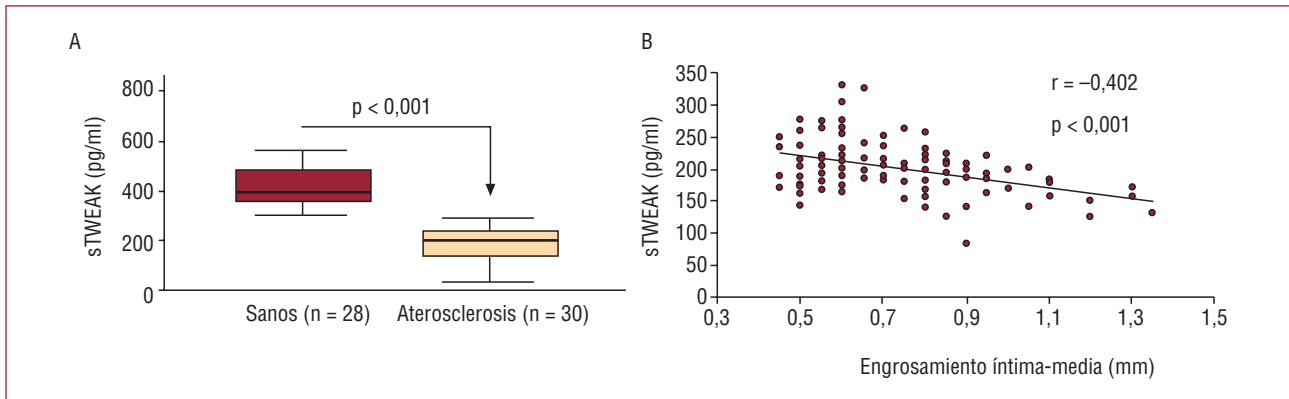 A
sTWEAK (pg/ml)
800
600
400
200
0
p < 0,001
Sanos (n = 28)
Aterosclerosis (n = 30)
B
sTWEAK (pg/ml)
350
300
250
200
150
100
50
0
r = –0,402
p < 0,001
0,3 0,5 0,7 0,9 1,1 1,3 1,5
Engrosamiento íntima-media (mm)